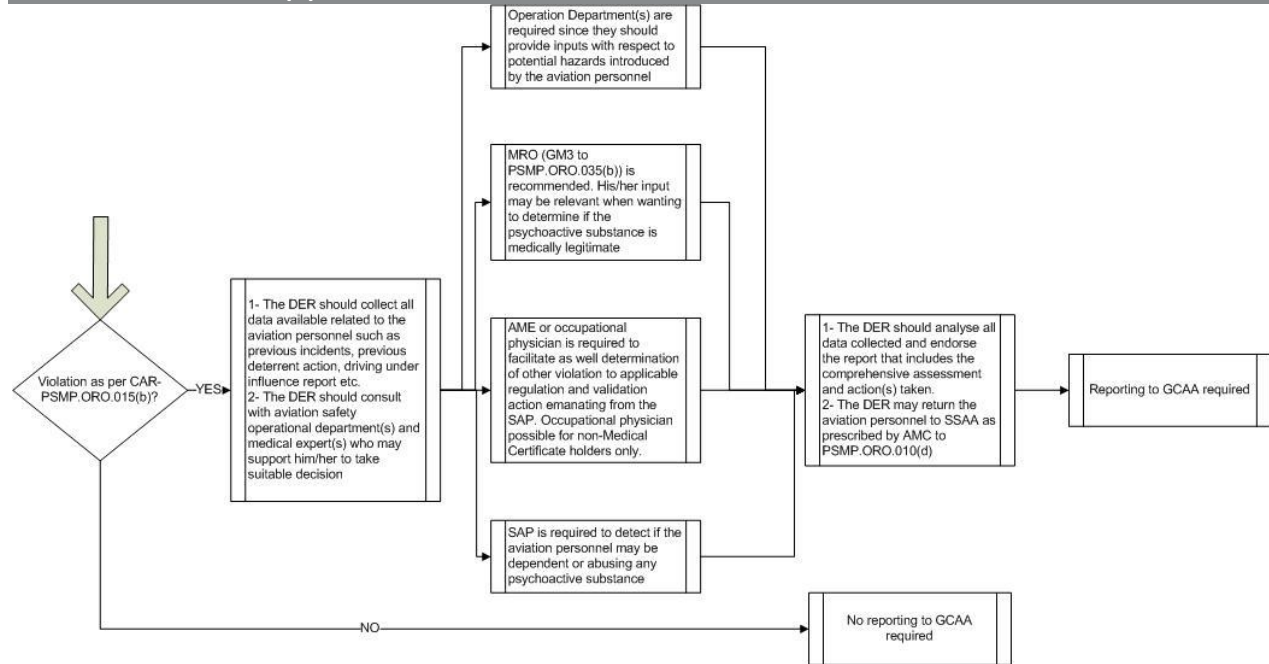 Operation Department(s) are
required since they should
provide inputs with respect to
potential hazards introduced
by the aviation personnel
MRO (GM3 to
PSMP.ORO.035(b)) is
recommended. His/her input
may be relevant when wanting
to determine if the
psychoactive substance is
medically legitimate
Violation as per CAR-
PSMP.ORO.015(b)?
YES
1- The DER should collect all
data available related to the
aviation personnel such as
previous incidents, previous
deterrent action, driving under
influence report etc.
2- The DER should consult
with aviation safety
operational department(s) and
medical expert(s) who may
support him/her to take
suitable decision
AME or occupational
physician is required to
facilitate as well determination
of other violation to applicable
regulation and validation
action emanating from the
SAP. Occupational physician
possible for non-Medical
Certificate holders only.
1- The DER should analyse all
data collected and endorse
the report that includes the
comprehensive assessment
and action(s) taken.
2- The DER may return the
aviation personnel to SSAA as
prescribed by AMC to
PSMP.ORO.010(d)
Reporting to GCAA required
SAP is required to detect if the
aviation personnel may be
dependent or abusing any
psychoactive substance
NO
No reporting to GCAA
required